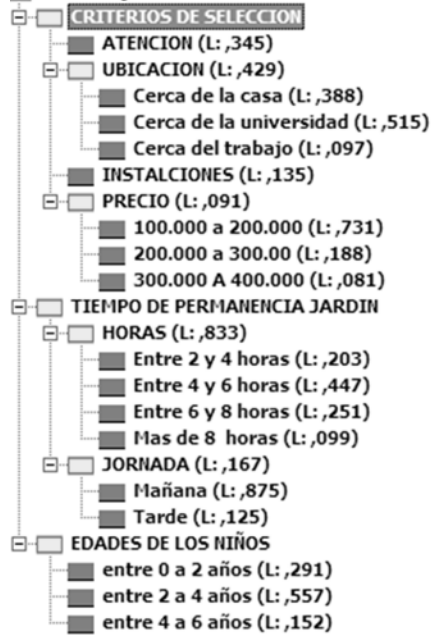 CRITERIOS DE SELECCION
ATENCION (L: ,345)
UBICACION (L: ,429)
Cerca de la casa (L: ,388)
Cerca de la universidad (L: ,515)
Cerca del trabajo (L: ,097)
INSTALCIONES (L: ,135)
PRECIO (L: ,091)
100.000 a 200.000 (L: ,731)
200.000 a 300.00 (L: ,188)
300.000 A 400.000 (L: ,081)
TIEMPO DE PERMANENCIA JARDIN
HORAS (L: ,833)
Entre 2 y 4 horas (L: ,203)
Entre 4 y 6 horas (L: ,447)
Entre 6 y 8 horas (L: ,251)
Mas de 8 horas (L: ,099)
JORNADA (L: ,167)
Mañana (L: ,875)
Tarde (L: ,125)
EDADES DE LOS NIÑOS
entre 0 a 2 años (L: ,291)
entre 2 a 4 años (L: ,557)
entre 4 a 6 años (L: ,152)